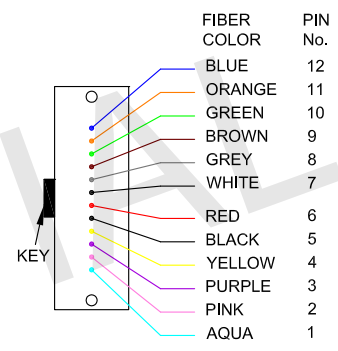 FIBER PIN
COLOR No.
BLUE 12
ORANGE 11
GREEN 10
BROWN 9
GREY 8
WHITE 7
RED 6
BLACK 5
KEY
YELLOW 4
PURPLE 3
PINK 2
AQUA 1